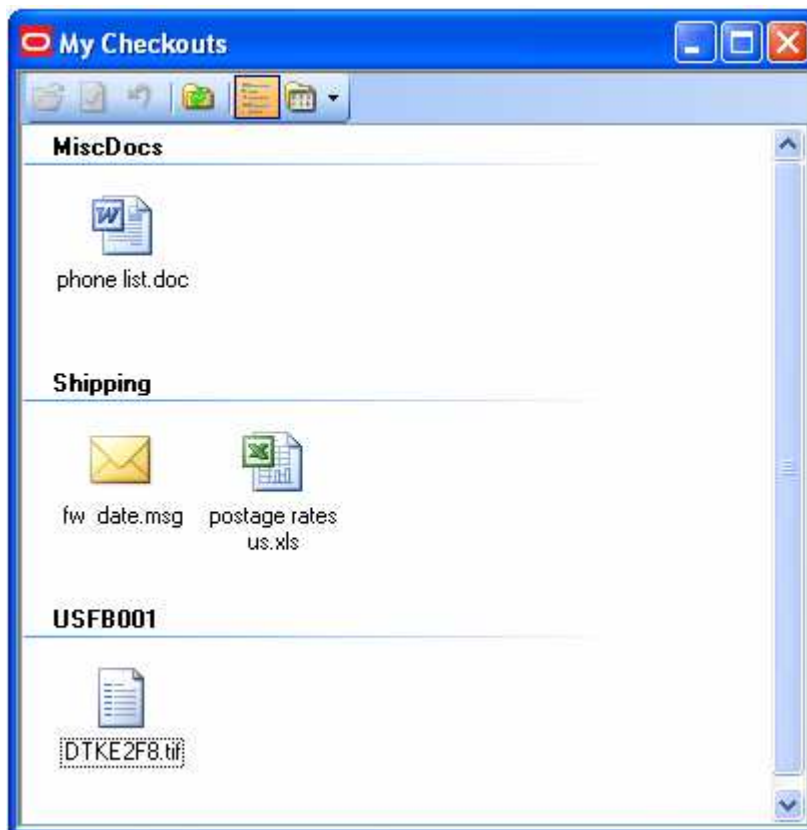 My Checkouts
MiscDocs
phone list.doc
Shipping
fw date.msg
postage rates
us.xls
USFB001
DTKE2F8.tif